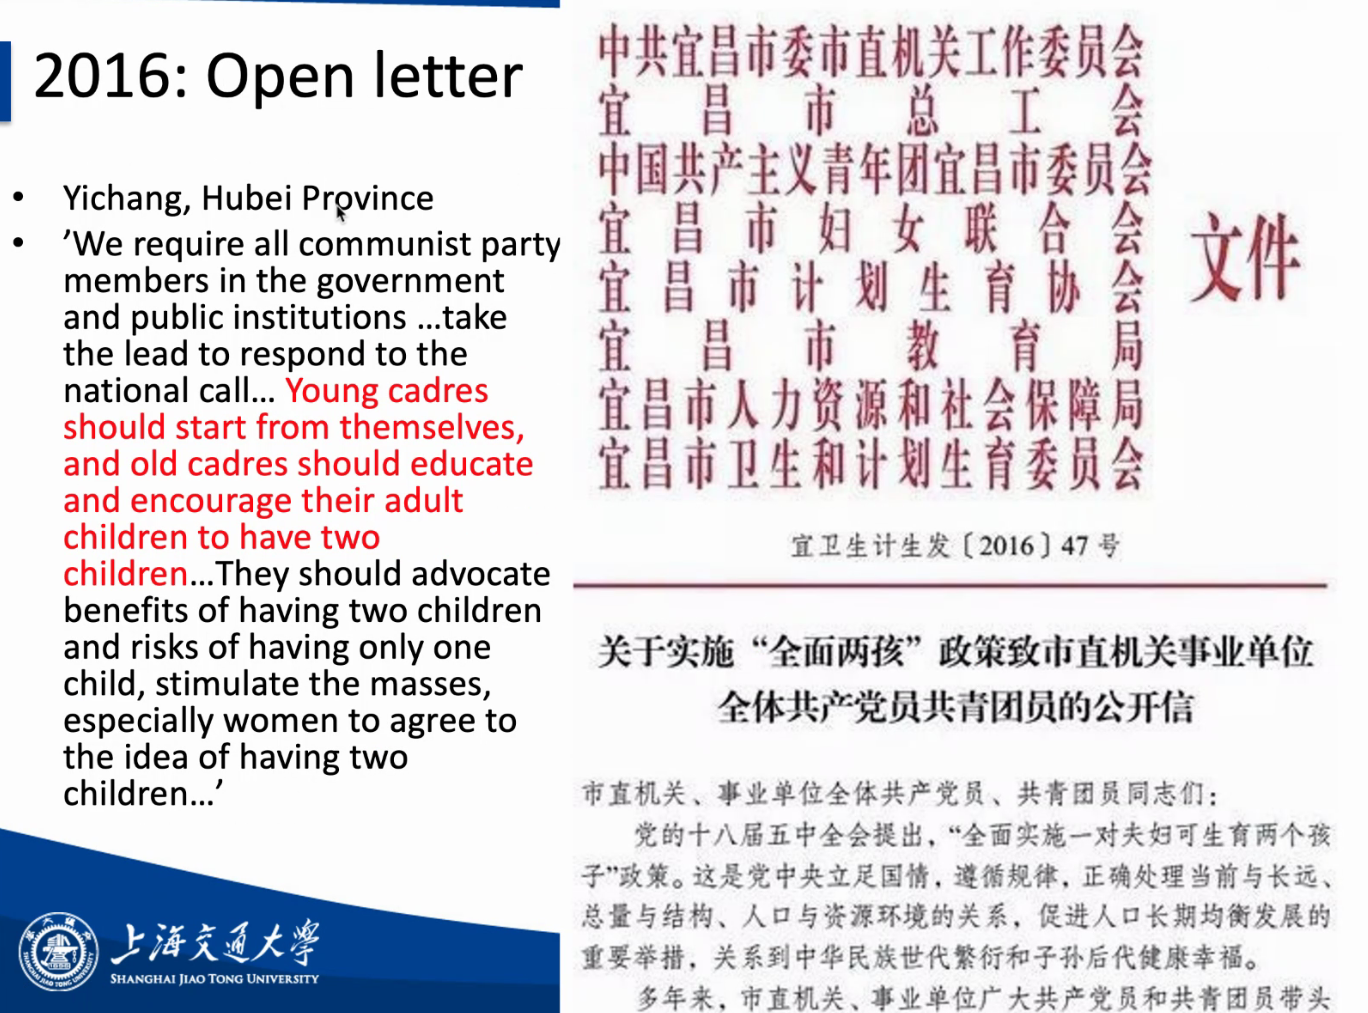 2016: Open letter
• Yichang, Hubei Province
• ’We require all communist party
members in the government
and public institutions ...take
the lead to respond to the
national call... Young cadres
should start from themselves,
and old cadres should educate
and encourage their adult
children to have two
children...They should advocate
benefits of having two children
and risks of having only one
child, stimulate the masses,
especially women to agree to
the idea of having two
children...’
上海交通大学
SHANGHAI JIAO TONG UNIVERSITY
中共宜昌市委市直机关工作委员会
宜昌市总工会
中国共产主义青年团宜昌市委员会
宜昌市妇女联合会
宜昌市计划生育协会
宜昌市教育局
宜昌市人力资源和社会保障局
宜昌市卫生和计划生育委员会
文件
宜卫生计生发〔2016〕47 号
关于实施“全面两孩”政策致市直机关事业单位
全体共产党员共青团员的公开信
市直机关、事业单位全体共产党员、共青团员同志们：
党的十八届五中全会提出，“全面实施一对夫妇可生育两个孩
子”政策。这是党中央立足国情，遵循规律，正确处理当前与长远、
总量与结构、人口与资源环境的关系，促进人口长期均衡发展的
重要举措，关系到中华民族世代繁衍和子孙后代健康幸福。
多年来，市直机关、事业单位广大共产党员和共青团员带头